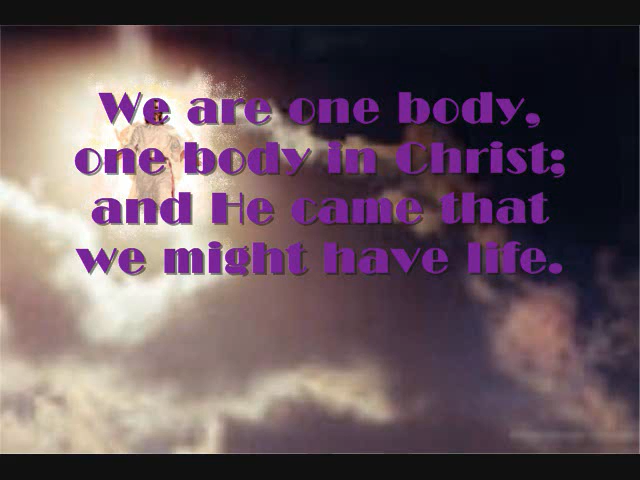 We are one body,
one body in Christ;
and He came that
we might have life.